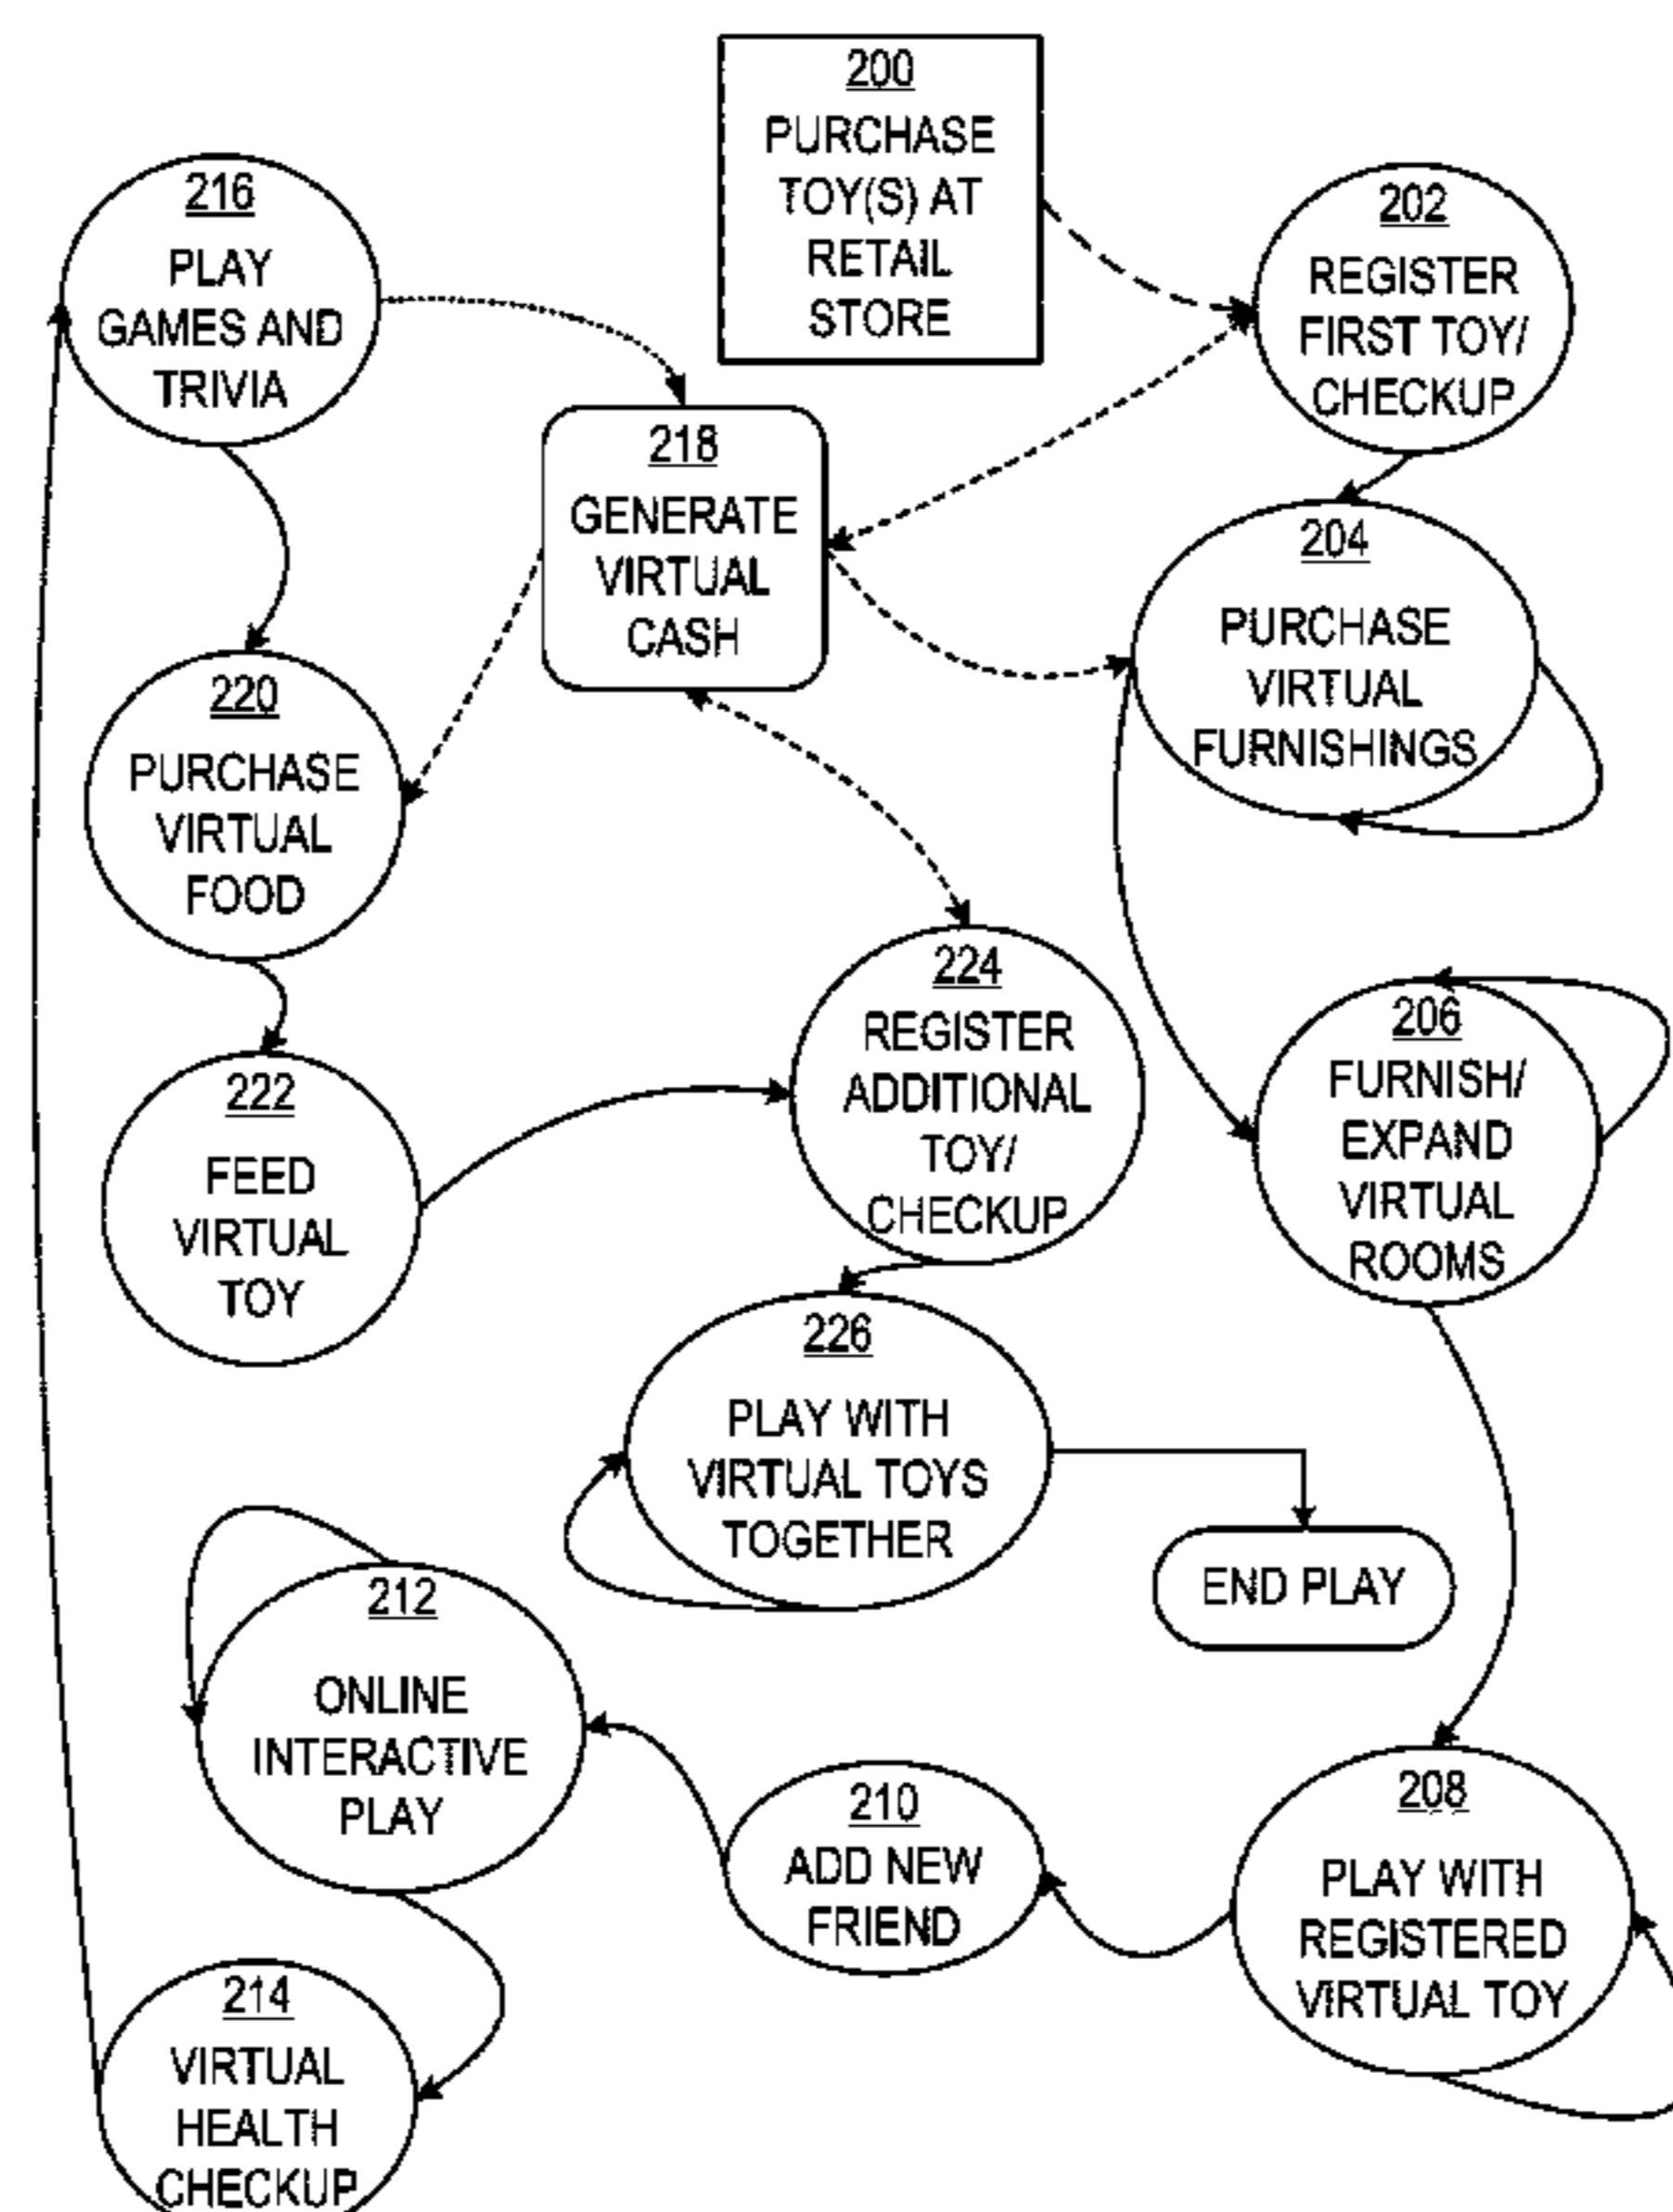 200
PURCHASE
TOY(S) AT
RETAIL
STORE
202
REGISTER
FIRST TOY/
CHECKUP
204
PURCHASE
VIRTUAL
FURNISHINGS
206
FURNISH/
EXPAND
VIRTUAL
ROOMS
208
PLAY WITH
REGISTERED
VIRTUAL TOY
210
ADD NEW
FRIEND
212
ONLINE
INTERACTIVE
PLAY
214
VIRTUAL
HEALTH
CHECKUP
216
PLAY
GAMES AND
TRIVIA
218
GENERATE
VIRTUAL
CASH
220
PURCHASE
VIRTUAL
FOOD
222
FEED
VIRTUAL
TOY
224
REGISTER
ADDITIONAL
TOY/
CHECKUP
226
PLAY WITH
VIRTUAL TOYS
TOGETHER
END PLAY